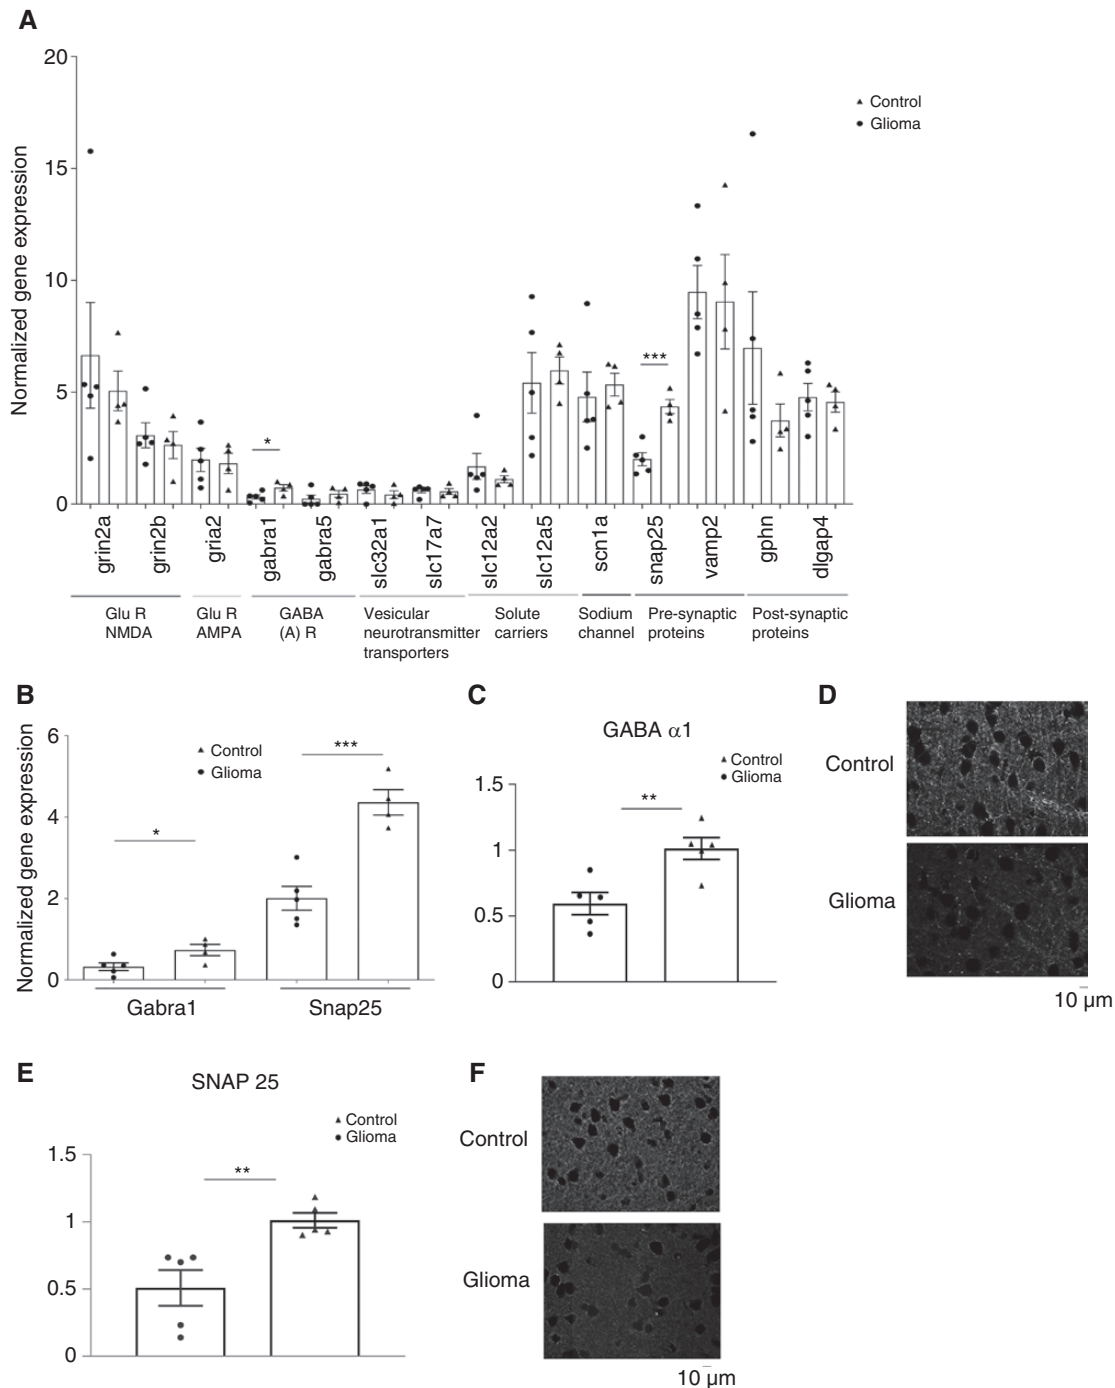 A
20
15
10
5
0
Normalized gene expression
Control
Glioma
*
***
grin2a
grin2b
gria2
gabra1
gabra5
slc32a1
slc17a7
slc12a2
slc12a5
scn1a
snap25
vamp2
gphn
dlgap4
Glu R
NMDA
Glu R
AMPA
GABA
(A) R
Vesicular
neurotransmitter
transporters
Solute
carriers
Sodium
channel
Pre-synaptic
proteins
Post-synaptic
proteins
B
Normalized gene expression
6
4
2
0
Control
Glioma
*
***
Gabra1
Snap25
C
GABA α1
Control
Glioma
1.5
1
0.5
0
**
D
Control
Glioma
10 µm
E
SNAP 25
Control
Glioma
1.5
1
0.5
0
**
F
Control
Glioma
10 µm